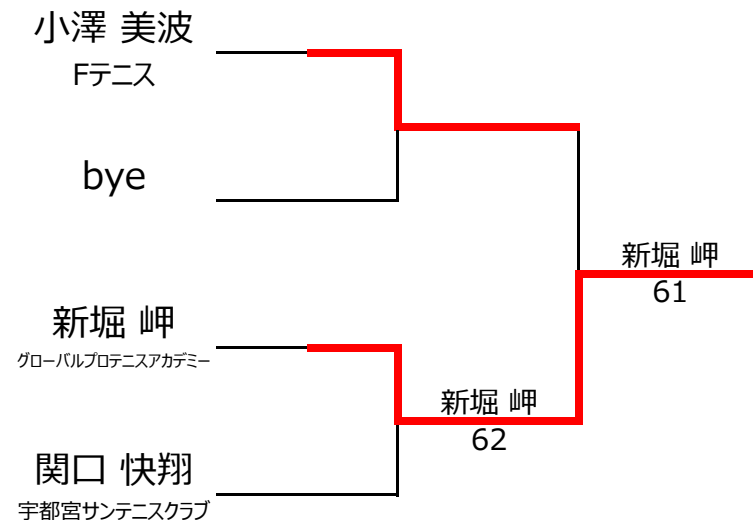 小澤 美波
Fテニス
bye
新堀 岬
グローバルプロテニスアカデミー
関口 快翔
宇都宮サンテニスクラブ
新堀 岬
62
新堀 岬
61